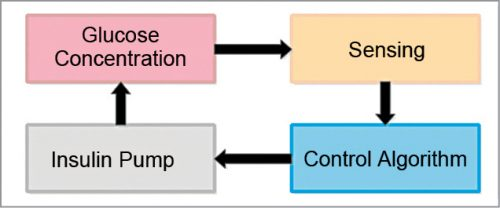 Glucose
Concentration
Sensing
Insulin Pump
Control Algorithm